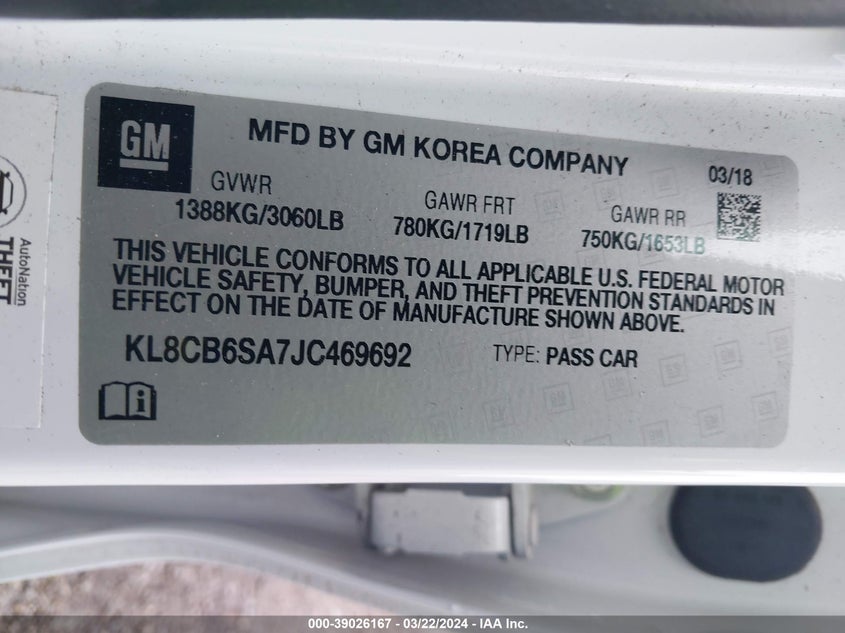 GM
MFD BY GM KOREA COMPANY
03/18
GVWR
1388KG/3060LB
GAWR FRT
780KG/1719LB
GAWR RR
750KG/1653LB
THIS VEHICLE CONFORMS TO ALL APPLICABLE U.S. FEDERAL MOTOR
VEHICLE SAFETY, BUMPER, AND THEFT PREVENTION STANDARDS IN
EFFECT ON THE DATE OF MANUFACTURE SHOWN ABOVE.
KL8CB6SA7JC469692
TYPE: PASS CAR
i
AutoNation
THEFT
000-39026167 - 03/22/2024 - IAA Inc.